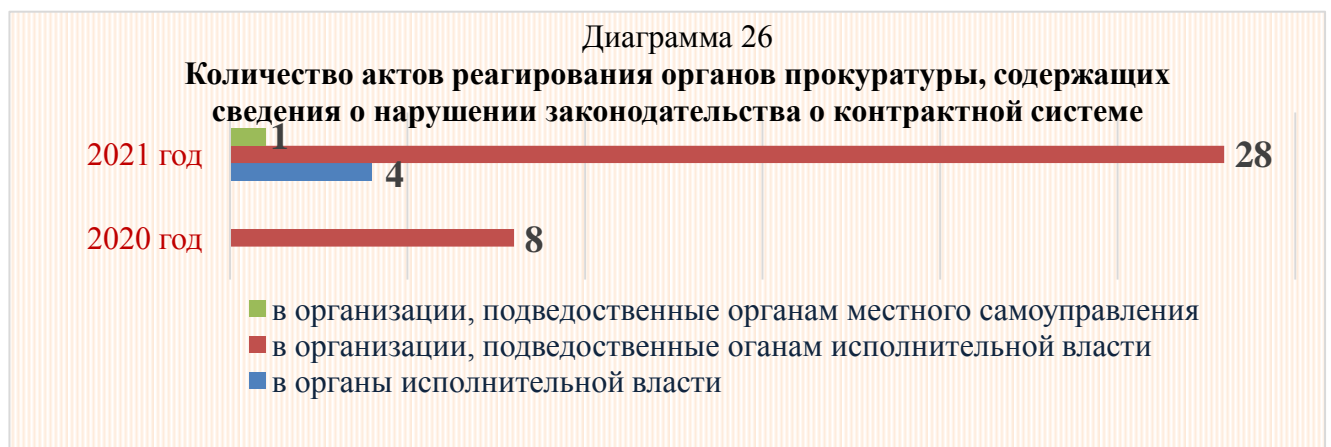 Диаграмма 26
Количество актов реагирования органов прокуратуры, содержащих
сведения о нарушении законодательства о контрактной системе
1
2021 год
28
4
2020 год
8
в организации, подведоственные органам местного самоуправления
в организации, подведоственные оганам исполнительной власти
в органы исполнительной власти